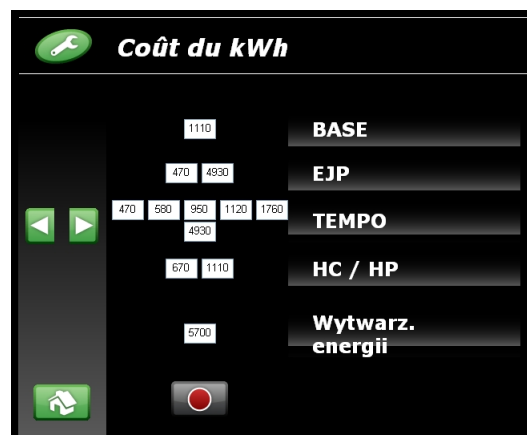 Coût du kWh
1110 BASE
470 4930 EJP
470 580 950 1120 1760
4930
TEMPO
670 1110 HC / HP
5700
Wytwarz.
energii